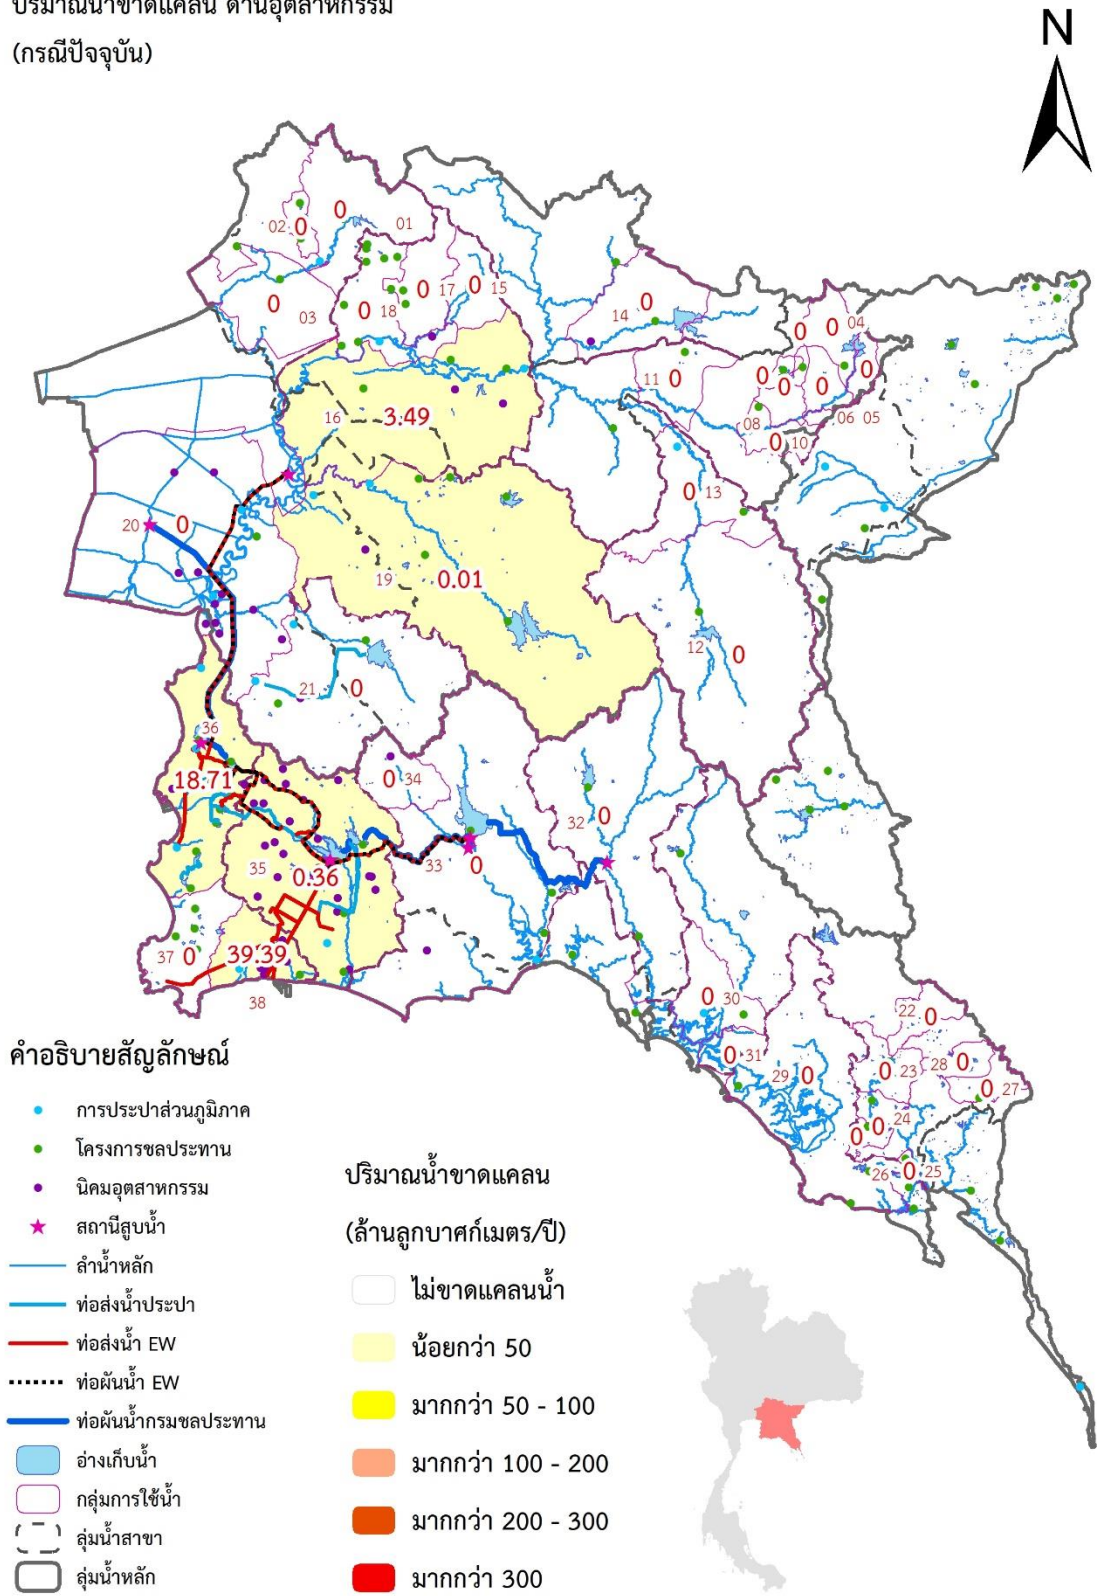 ปริมาณน้ำขาดแคลน ด้านอุตสาหกรรม
(กรณีปัจจุบัน)
N
02 0 0 01
0 03 0 18 0 17 0 15
14 0
0 0 04
11 0 0 0 0 0
08 06 05
0 10
16 3.49
0 13
20 0
19 0.01
12 0
21 0
36
18.71
0 34
32 0
33 0
35 0.36
37 0 39.39
38
0 30
22 0
0 31 29 0
0 23 28 0
0 27
0 0 24
26 0 25
คำอธิบายสัญลักษณ์
การประปาส่วนภูมิภาค
โครงการชลประทาน
นิคมอุตสาหกรรม
สถานีสูบน้ำ
ลำน้ำหลัก
ท่อส่งน้ำประปา
ท่อส่งน้ำ EW
ท่อผันน้ำ EW
ท่อผันน้ำกรมชลประทาน
อ่างเก็บน้ำ
กลุ่มการใช้น้ำ
ลุ่มน้ำสาขา
ลุ่มน้ำหลัก
ปริมาณน้ำขาดแคลน
(ล้านลูกบาศก์เมตร/ปี)
ไม่ขาดแคลนน้ำ
น้อยกว่า 50
มากกว่า 50 - 100
มากกว่า 100 - 200
มากกว่า 200 - 300
มากกว่า 300